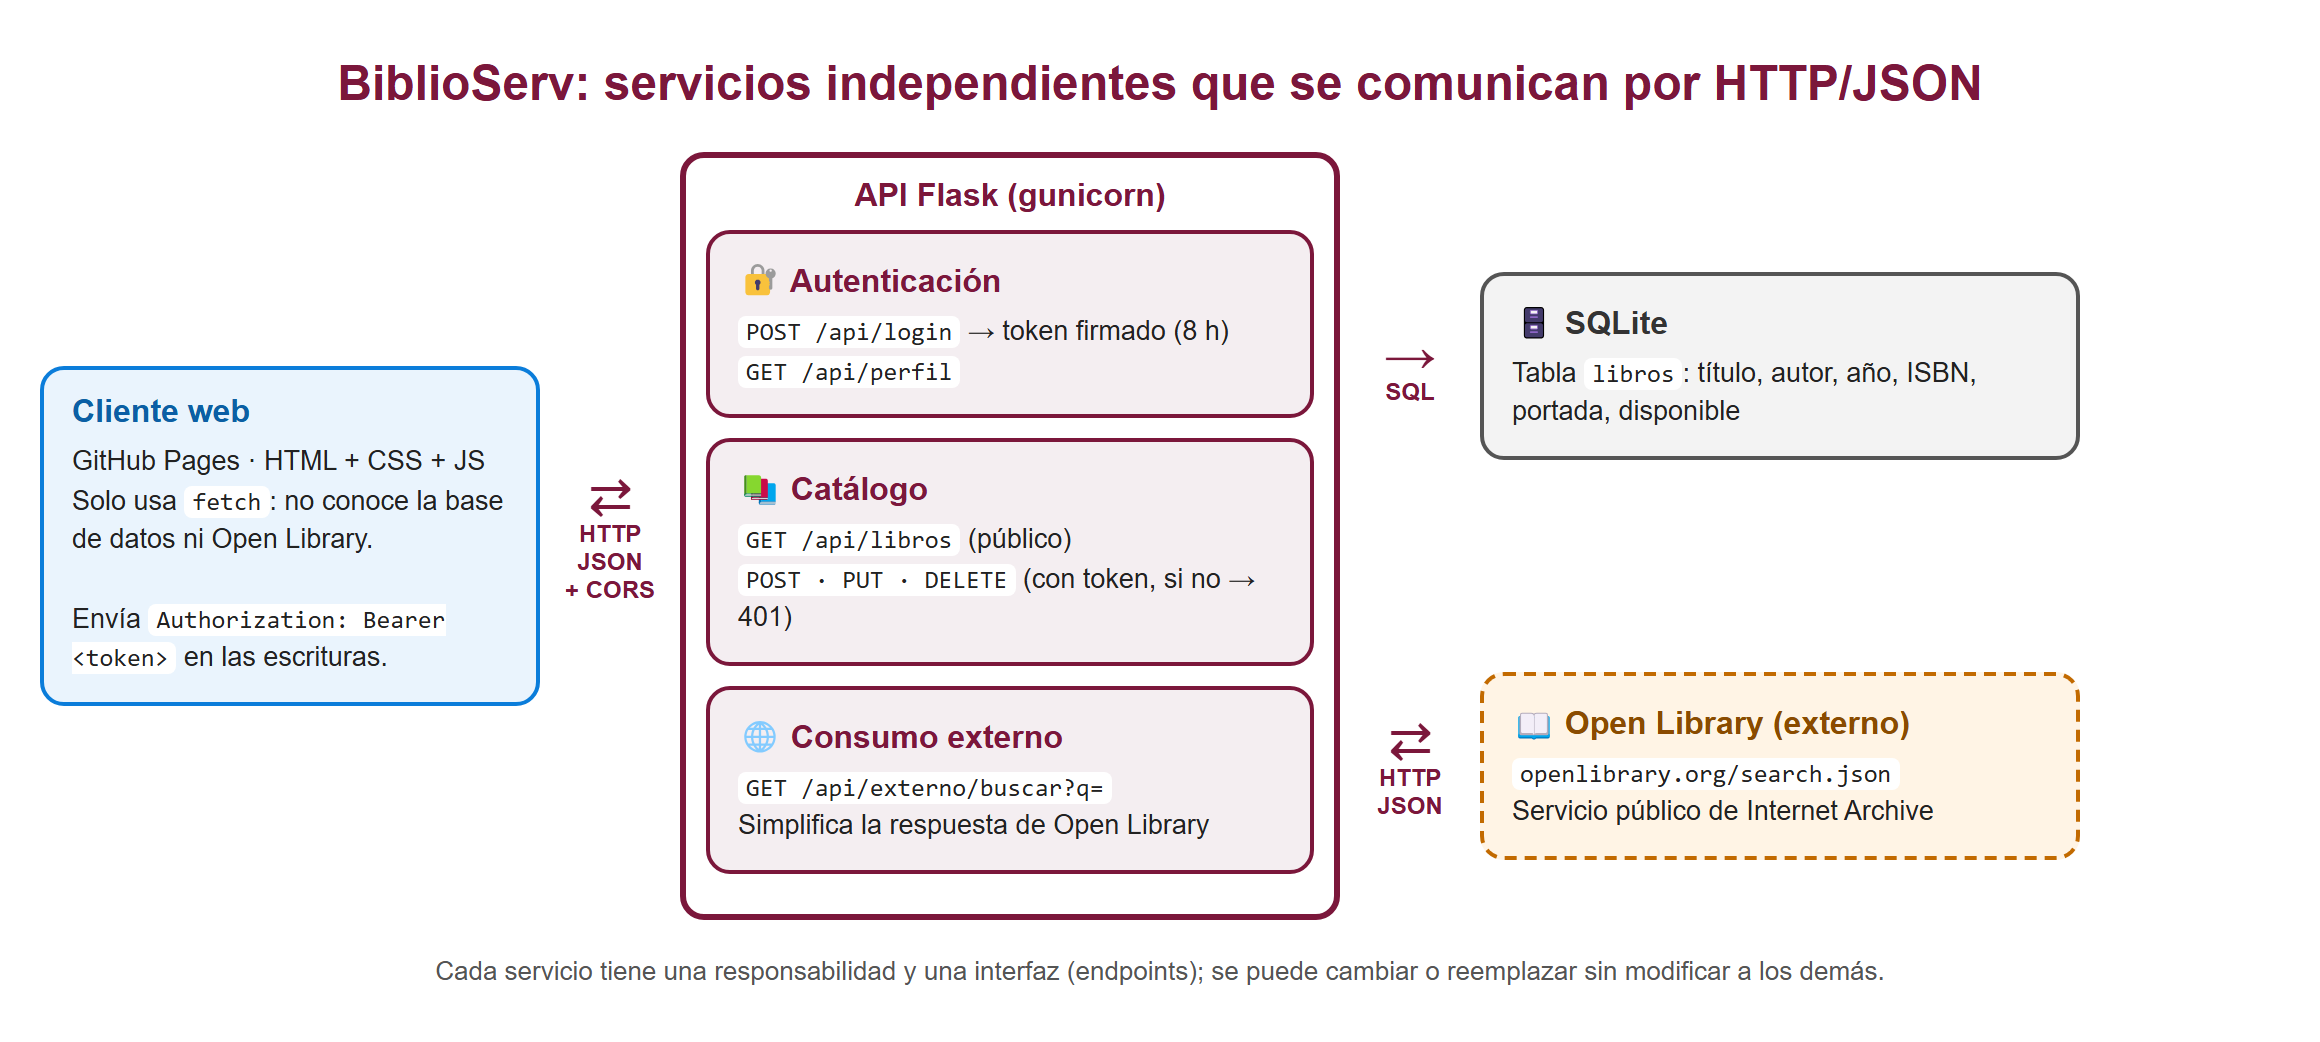 BiblioServ: servicios independientes que se comunican por HTTP/JSON
Cliente web
GitHub Pages · HTML + CSS + JS
Solo usa fetch: no conoce la base
de datos ni Open Library.
Envía Authorization: Bearer
<token> en las escrituras.
⇄
HTTP
JSON
+ CORS
API Flask (gunicorn)
Autenticación
POST /api/login → token firmado (8 h)
GET /api/perfil
Catálogo
GET /api/libros (público)
POST · PUT · DELETE (con token, si no →
401)
Consumo externo
GET /api/externo/buscar?q=
Simplifica la respuesta de Open Library
→
SQL
SQLite
Tabla libros: título, autor, año, ISBN,
portada, disponible
⇄
HTTP
JSON
Open Library (externo)
openlibrary.org/search.json
Servicio público de Internet Archive
Cada servicio tiene una responsabilidad y una interfaz (endpoints); se puede cambiar o reemplazar sin modificar a los demás.